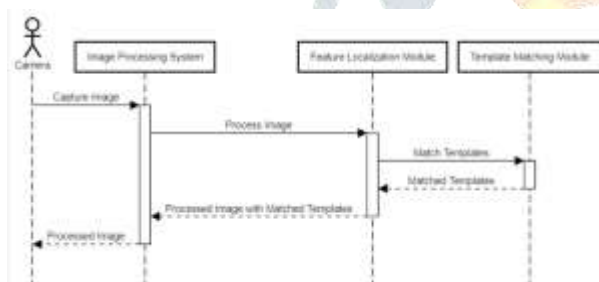 Camera
Image Processing System
Feature Localization Module
Template Matching Module
Capture Image
Process Image
Match Templates
Matched Templates
Processed Image with Matched Templates
Processed Image